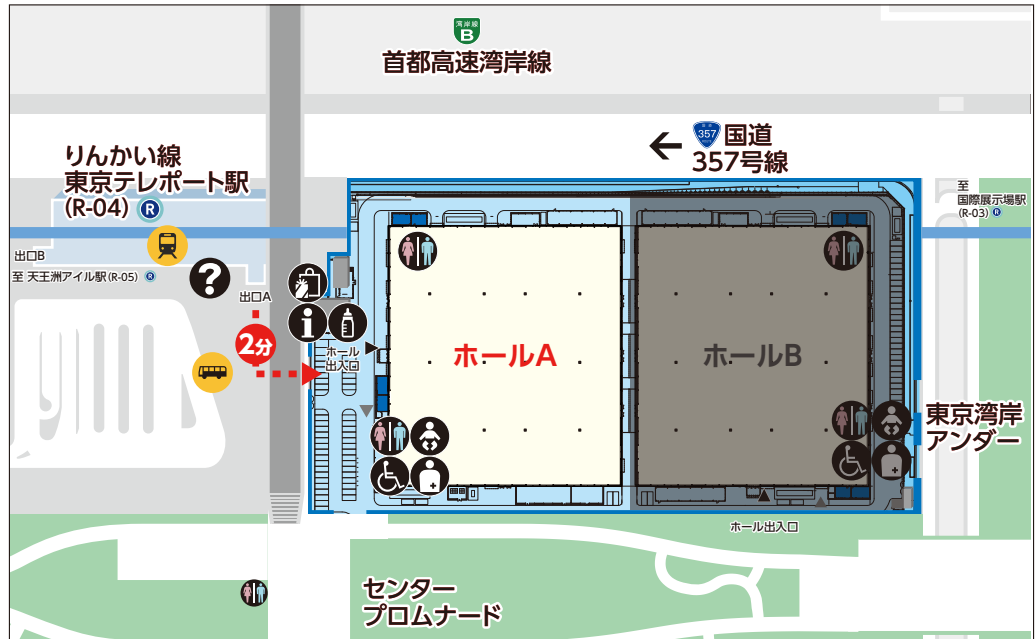 湾岸線
B
首都高速湾岸線
357
国道
357号線
りんかい線
東京テレポート駅
(R-04) R
至
国際展示場駅
(R-03) R
出口B
至 天王洲アイル駅(R-05) R
?
出口A
i
2分
ホール
出入口
ホールA
ホールB
東京湾岸
アンダー
ホール出入口
センター
プロムナード